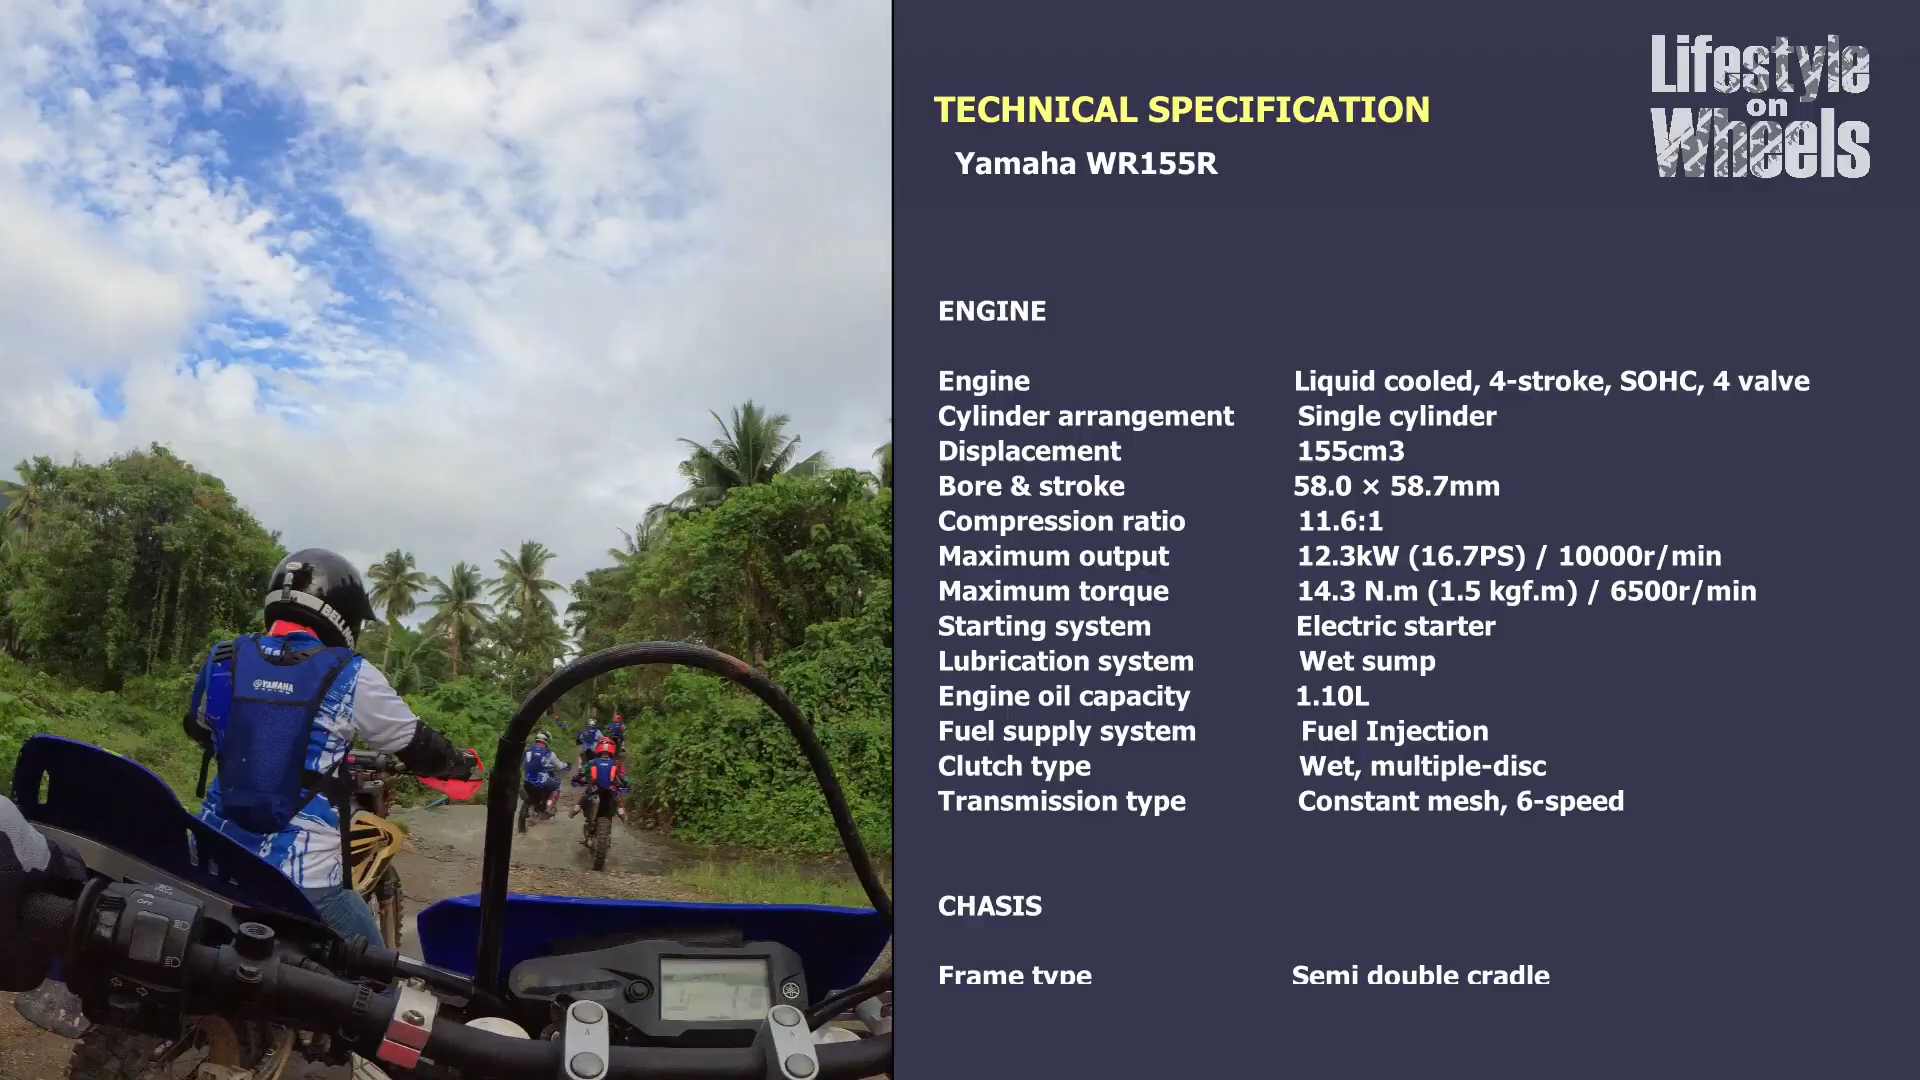 Lifestyle
on
Wheels
TECHNICAL SPECIFICATION
Yamaha WR155R
ENGINE
Engine Liquid cooled, 4-stroke, SOHC, 4 valve
Cylinder arrangement Single cylinder
Displacement 155cm3
Bore & stroke 58.0 × 58.7mm
Compression ratio 11.6:1
Maximum output 12.3kW (16.7PS) / 10000r/min
Maximum torque 14.3 N.m (1.5 kgf.m) / 6500r/min
Starting system Electric starter
Lubrication system Wet sump
Engine oil capacity 1.10L
Fuel supply system Fuel Injection
Clutch type Wet, multiple-disc
Transmission type Constant mesh, 6-speed
CHASIS
Frame type Semi double cradle
YAMAHA
OFF